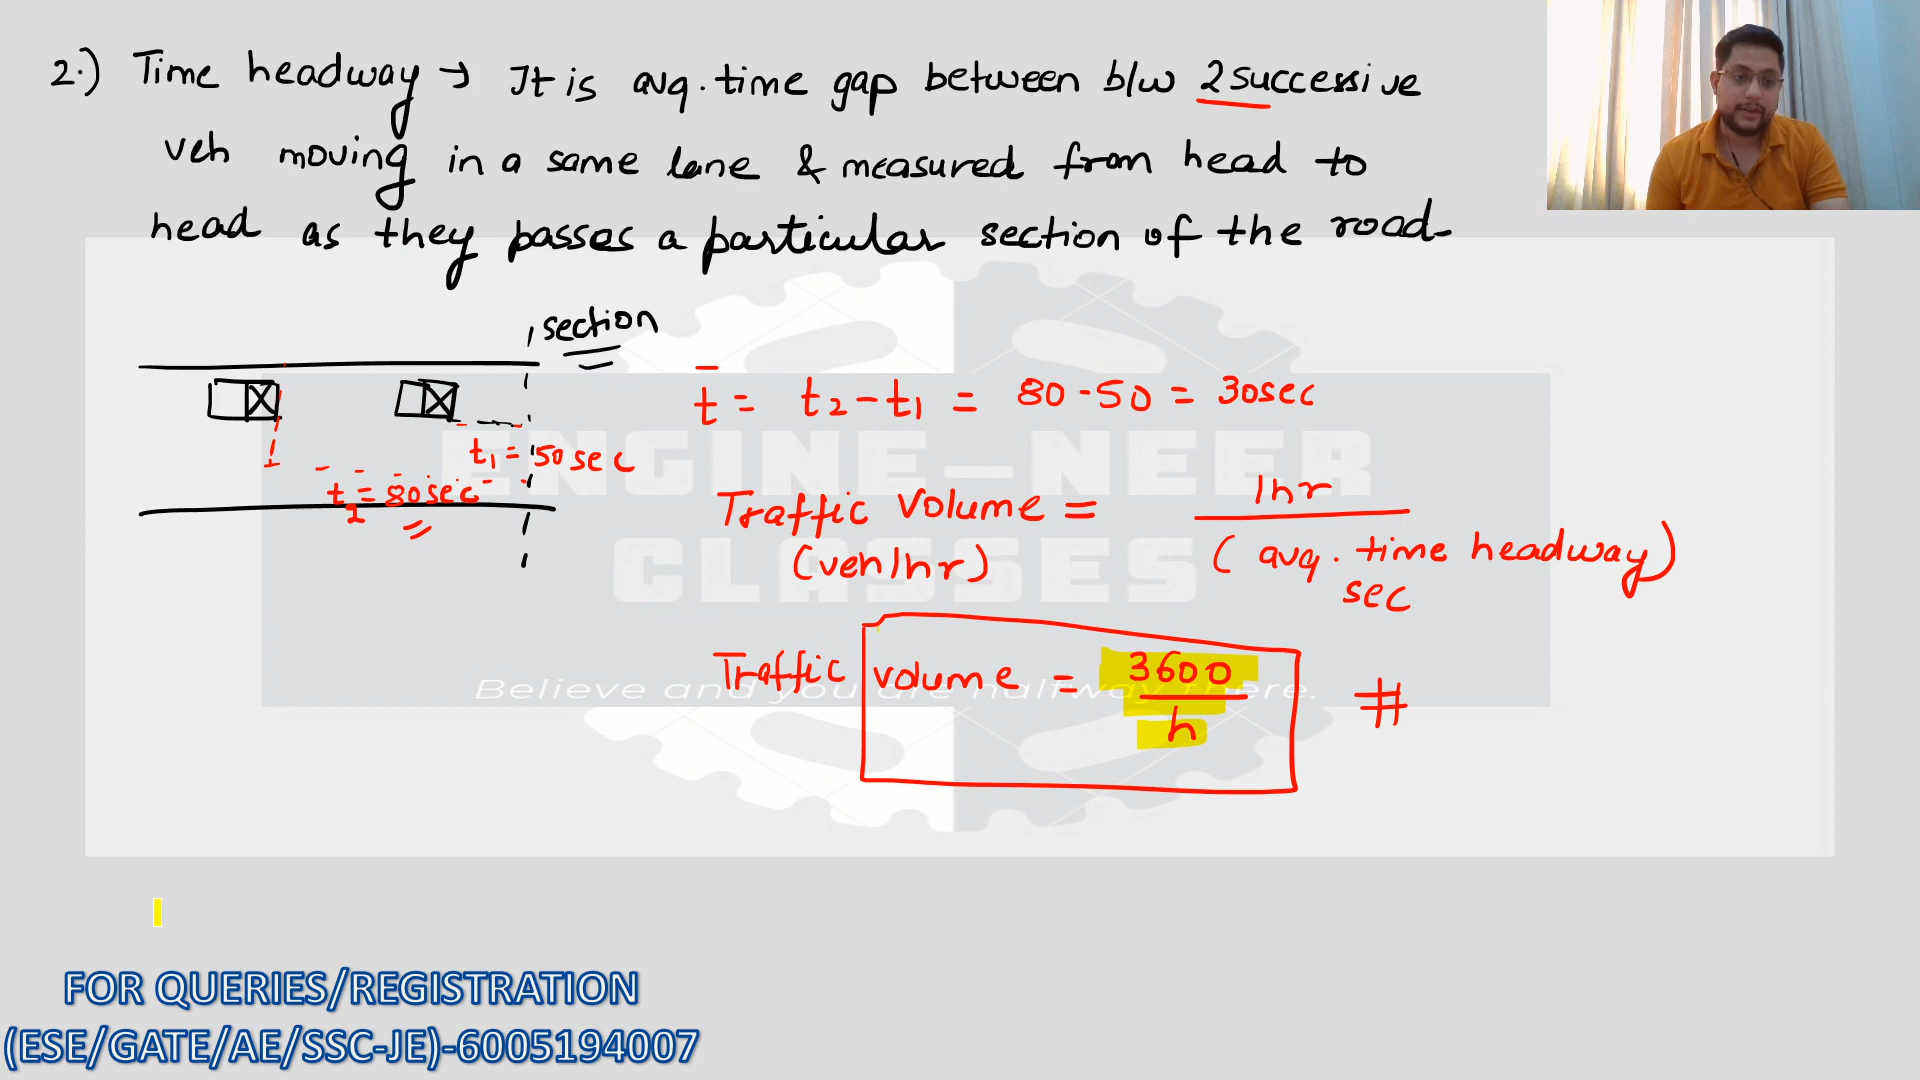 2.) Time headway → It is avg. time gap between b/w 2 successive
veh moving in a same lane & measured from head to
head as they passes a particular section of the road-
section
t̄ = t₂ - t₁ = 80 - 50 = 30sec
t₁ = 50 sec
t₂ = 80sec
Traffic Volume = 1hr / (avg. time headway)
(veh/hr) sec
Traffic volume = 3600 / h #
ENGINE-NEER
CLASSES
Believe and you are halfway there.
FOR QUERIES/REGISTRATION
(ESE/GATE/AE/SSC-JE)-6005194007